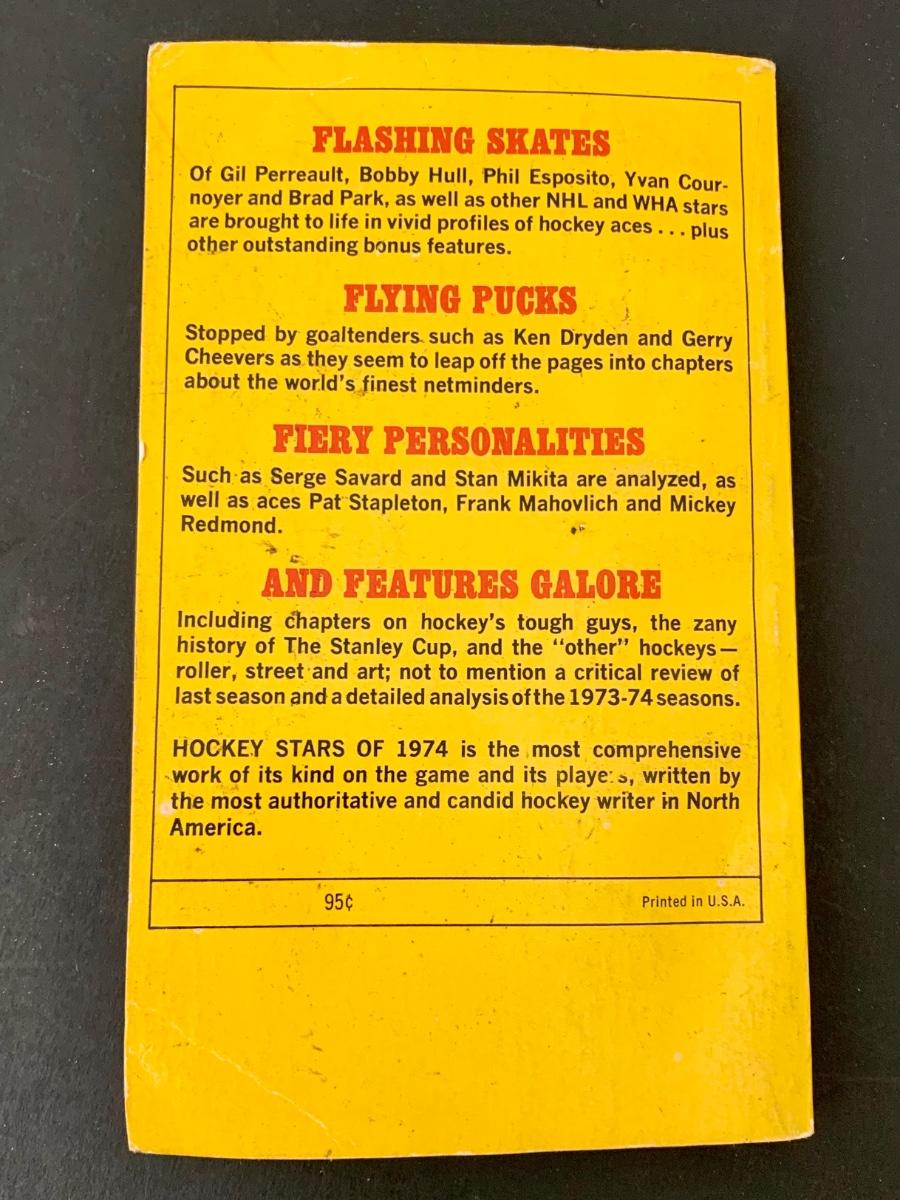 FLASHING SKATES
Of Gil Perreault, Bobby Hull, Phil Esposito, Yvan Cour-
noyer and Brad Park, as well as other NHL and WHA stars
are brought to life in vivid profiles of hockey aces . . . plus
other outstanding bonus features.
FLYING PUCKS
Stopped by goaltenders such as Ken Dryden and Gerry
Cheevers as they seem to leap off the pages into chapters
about the world's finest netminders.
FIERY PERSONALITIES
Such as Serge Savard and Stan Mikita are analyzed, as
well as aces Pat Stapleton, Frank Mahovlich and Mickey
Redmond.
AND FEATURES GALORE
Including chapters on hockey's tough guys, the zany
history of The Stanley Cup, and the “other” hockeys—
roller, street and art; not to mention a critical review of
last season and a detailed analysis of the 1973-74 seasons.
HOCKEY STARS OF 1974 is the most comprehensive
work of its kind on the game and its players, written by
the most authoritative and candid hockey writer in North
America.
95¢
Printed in U.S.A.